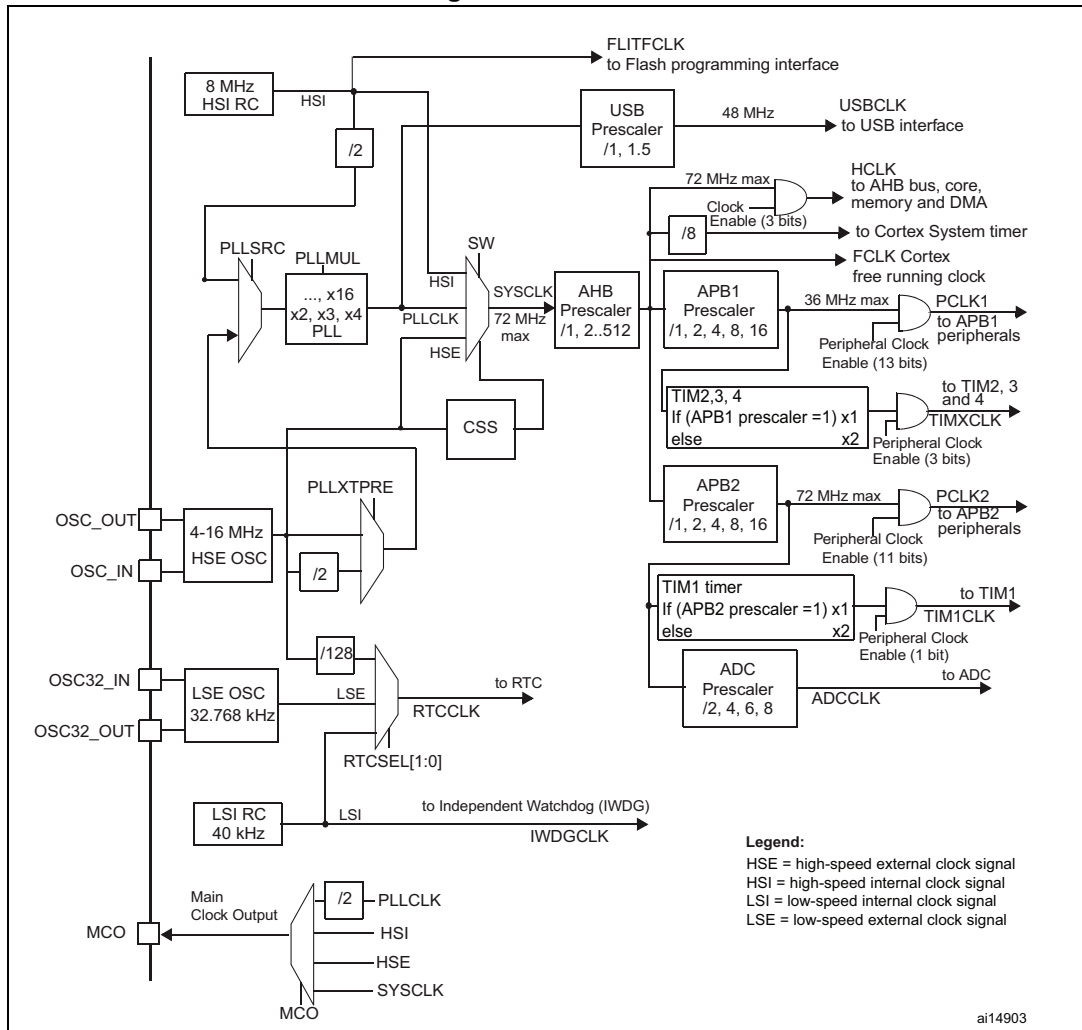 FLITFCLK
to Flash programming interface
8 MHz
HSI RC
HSI
/2
USB
Prescaler
/1, 1.5
48 MHz
USBCLK
to USB interface
72 MHz max
Clock
Enable (3 bits)
HCLK
to AHB bus, core,
memory and DMA
/8
to Cortex System timer
FCLK Cortex
free running clock
PLLSRC
PLLMUL
..., x16
x2, x3, x4
PLL
SW
HSI
PLLCLK
HSE
SYSCLK
72 MHz
max
AHB
Prescaler
/1, 2..512
APB1
Prescaler
/1, 2, 4, 8, 16
36 MHz max
PCLK1
to APB1
peripherals
Peripheral Clock
Enable (13 bits)
TIM2,3, 4
If (APB1 prescaler =1) x1
else x2
to TIM2, 3
and 4
TIMXCLK
Peripheral Clock
Enable (3 bits)
CSS
PLLXTPRE
OSC_OUT
OSC_IN
4-16 MHz
HSE OSC
/2
APB2
Prescaler
/1, 2, 4, 8, 16
72 MHz max
PCLK2
to APB2
peripherals
Peripheral Clock
Enable (11 bits)
TIM1 timer
If (APB2 prescaler =1) x1
else x2
to TIM1
TIM1CLK
Peripheral Clock
Enable (1 bit)
/128
OSC32_IN
OSC32_OUT
LSE OSC
32.768 kHz
LSE
to RTC
RTCCLK
RTCSEL[1:0]
ADC
Prescaler
/2, 4, 6, 8
to ADC
ADCCLK
LSI RC
40 kHz
LSI
to Independent Watchdog (IWDG)
IWDGCLK
Legend:
HSE = high-speed external clock signal
HSI = high-speed internal clock signal
LSI = low-speed internal clock signal
LSE = low-speed external clock signal
MCO
Main
Clock Output
/2
PLLCLK
HSI
HSE
SYSCLK
MCO
ai14903